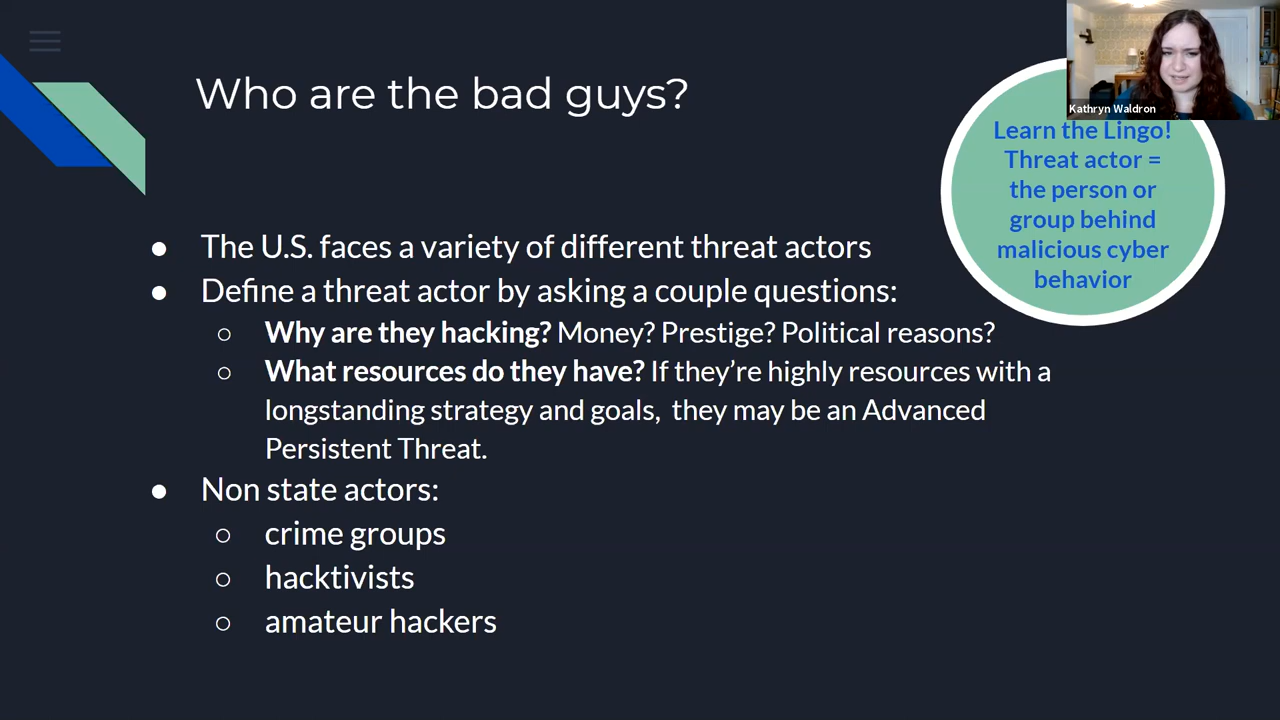 Who are the bad guys?
Kathryn Waldron
Learn the Lingo!
Threat actor =
the person or
group behind
malicious cyber
behavior
● The U.S. faces a variety of different threat actors
● Define a threat actor by asking a couple questions:
○ Why are they hacking? Money? Prestige? Political reasons?
○ What resources do they have? If they’re highly resources with a
longstanding strategy and goals,  they may be an Advanced
Persistent Threat.
● Non state actors:
○ crime groups
○ hacktivists
○ amateur hackers